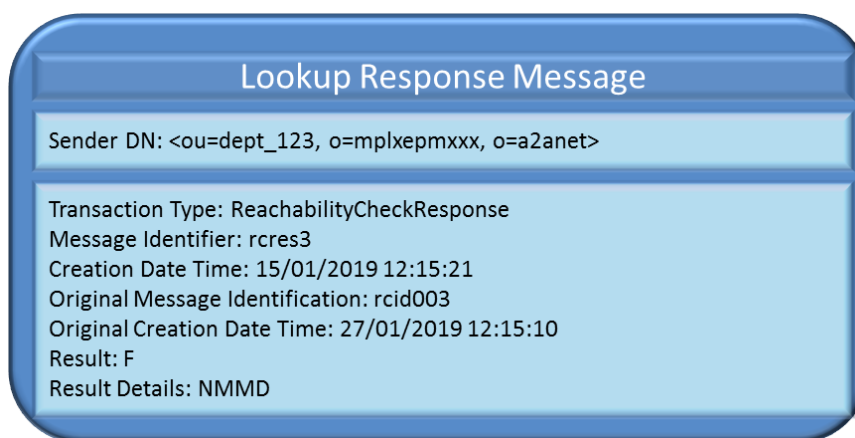 Lookup Response Message
Sender DN: <ou=dept_123, o=mplxepmxxx, o=a2anet>
Transaction Type: ReachabilityCheckResponse
Message Identifier: rcres3
Creation Date Time: 15/01/2019 12:15:21
Original Message Identification: rcid003
Original Creation Date Time: 27/01/2019 12:15:10
Result: F
Result Details: NMMD